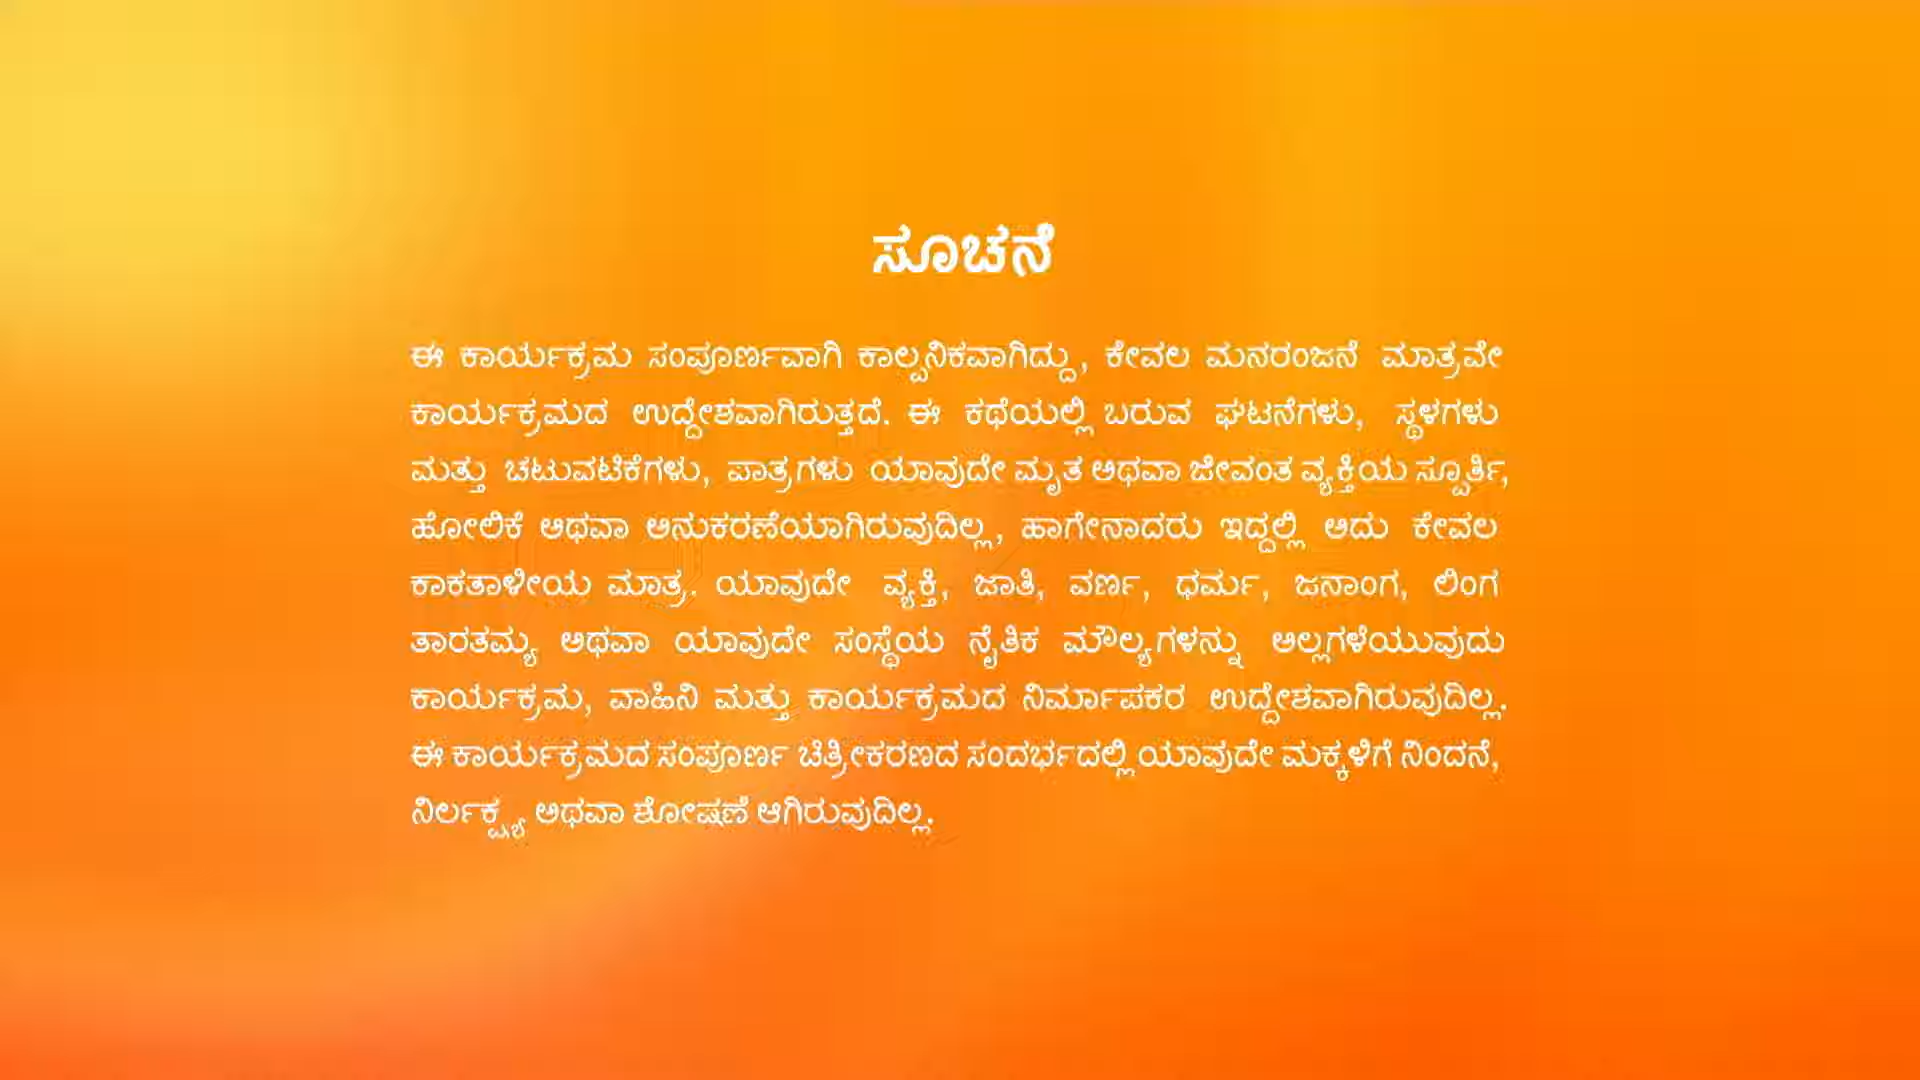 ಸೂಚನೆ
ಈ ಕಾರ್ಯಕ್ರಮ ಸಂಪೂರ್ಣವಾಗಿ ಕಾಲ್ಪನಿಕವಾಗಿದ್ದು, ಕೇವಲ ಮನರಂಜನೆ ಮಾತ್ರವೇ
ಕಾರ್ಯಕ್ರಮದ ಉದ್ದೇಶವಾಗಿರುತ್ತದೆ. ಈ ಕಥೆಯಲ್ಲಿ ಬರುವ ಘಟನೆಗಳು, ಸ್ಥಳಗಳು
ಮತ್ತು ಚಟುವಟಿಕೆಗಳು, ಪಾತ್ರಗಳು ಯಾವುದೇ ಮೃತ ಅಥವಾ ಜೀವಂತ ವ್ಯಕ್ತಿಯ ಸ್ಪೂರ್ತಿ,
ಹೋಲಿಕೆ ಅಥವಾ ಅನುಕರಣೆಯಾಗಿರುವುದಿಲ್ಲ, ಹಾಗೇನಾದರು ಇದ್ದಲ್ಲಿ ಅದು ಕೇವಲ
ಕಾಕತಾಳೀಯ ಮಾತ್ರ. ಯಾವುದೇ ವ್ಯಕ್ತಿ, ಜಾತಿ, ವರ್ಣ, ಧರ್ಮ, ಜನಾಂಗ, ಲಿಂಗ
ತಾರತಮ್ಯ ಅಥವಾ ಯಾವುದೇ ಸಂಸ್ಥೆಯ ನೈತಿಕ ಮೌಲ್ಯಗಳನ್ನು ಅಲ್ಲಗಳೆಯುವುದು
ಕಾರ್ಯಕ್ರಮ, ವಾಹಿನಿ ಮತ್ತು ಕಾರ್ಯಕ್ರಮದ ನಿರ್ಮಾಪಕರ ಉದ್ದೇಶವಾಗಿರುವುದಿಲ್ಲ.
ಈ ಕಾರ್ಯಕ್ರಮದ ಸಂಪೂರ್ಣ ಚಿತ್ರೀಕರಣದ ಸಂದರ್ಭದಲ್ಲಿ ಯಾವುದೇ ಮಕ್ಕಳಿಗೆ ನಿಂದನೆ,
ನಿರ್ಲಕ್ಷ್ಯ ಅಥವಾ ಶೋಷಣೆ ಆಗಿರುವುದಿಲ್ಲ.